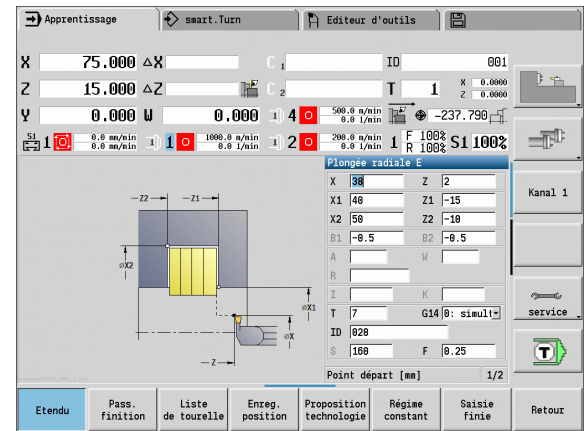 Apprentissage smart.Turn Editeur d'outils
X 75.000 ΔX C 1 ID 001
Z 15.000 ΔZ C 2 T 1 X 0.0000 Z 0.0000
Y 0.000 W 0.000 4 500.0 m/min 0.0 1/min -237.790
S1 1 0.0 mm/min 0.0 mm/min 1 1000.0 m/min 0.0 1/min 2 200.0 m/min 0.0 1/min 1 F 100% R 100% S1 100%
Plongée radiale E
X 38 Z 2
X1 40 Z1 -15
X2 50 Z2 -10
B1 -0.5 B2 -0.5
A W
R
I K
T 7 G14 0: simult
ID 028
S 160 F 0.25
Point départ [mm] 1/2
Z2 Z1
⌀X2
⌀X1
⌀X
Z
Kanal 1
service
T
Etendu
Pass. finition
Liste de tourelle
Enreg. position
Proposition technologie
Régime constant
Saisie finie
Retour